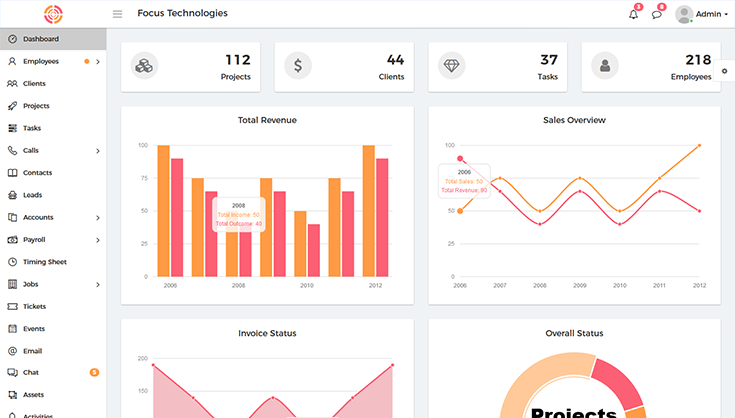 Focus Technologies
3
8
Admin
Dashboard
Employees
Clients
Projects
Tasks
Calls
Contacts
Leads
Accounts
Payroll
Timing Sheet
Jobs
Tickets
Events
Email
Chat
5
Assets
Activities
112
Projects
44
Clients
37
Tasks
218
Employees
Total Revenue
100
75
50
25
0
2006
2008
2010
2012
2008
Total Income: 50
Total Outcome: 40
Sales Overview
100
75
50
25
0
2006
2007
2008
2009
2010
2011
2012
2006
Total Sales: 50
Total Revenue: 90
Invoice Status
200
150
Overall Status
Projects